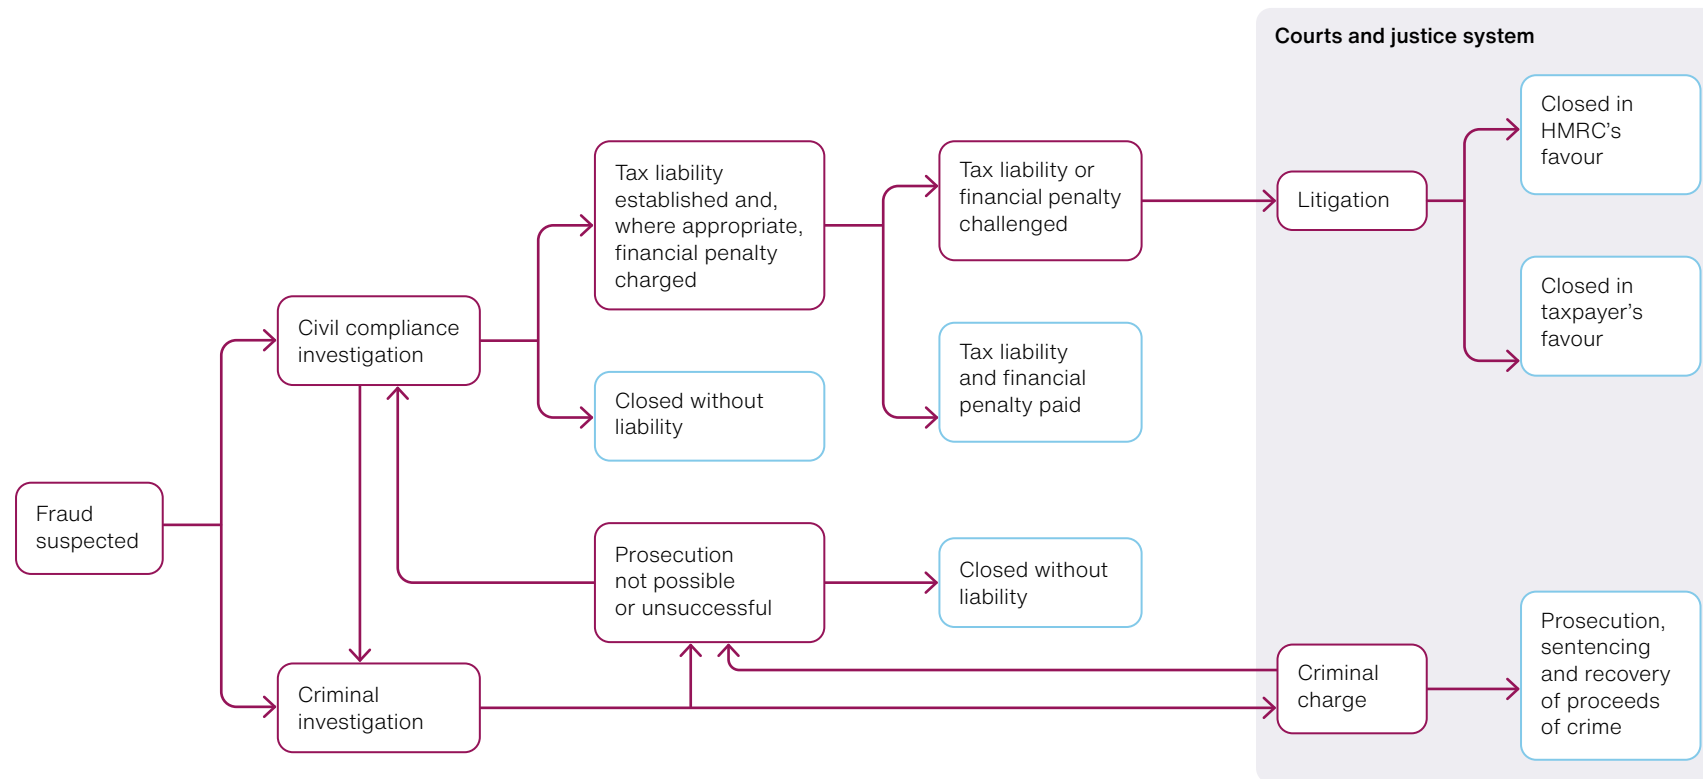 Courts and justice system
Closed in
HMRC's
favour
Tax liability
established and,
where appropriate,
financial penalty
charged
Tax liability or
financial penalty
challenged
Litigation
Closed in
taxpayer's
favour
Civil compliance
investigation
Tax liability
and financial
penalty paid
Closed without
liability
Fraud
suspected
Prosecution
not possible
or unsuccessful
Closed without
liability
Prosecution,
sentencing
and recovery
of proceeds
of crime
Criminal
investigation
Criminal
charge